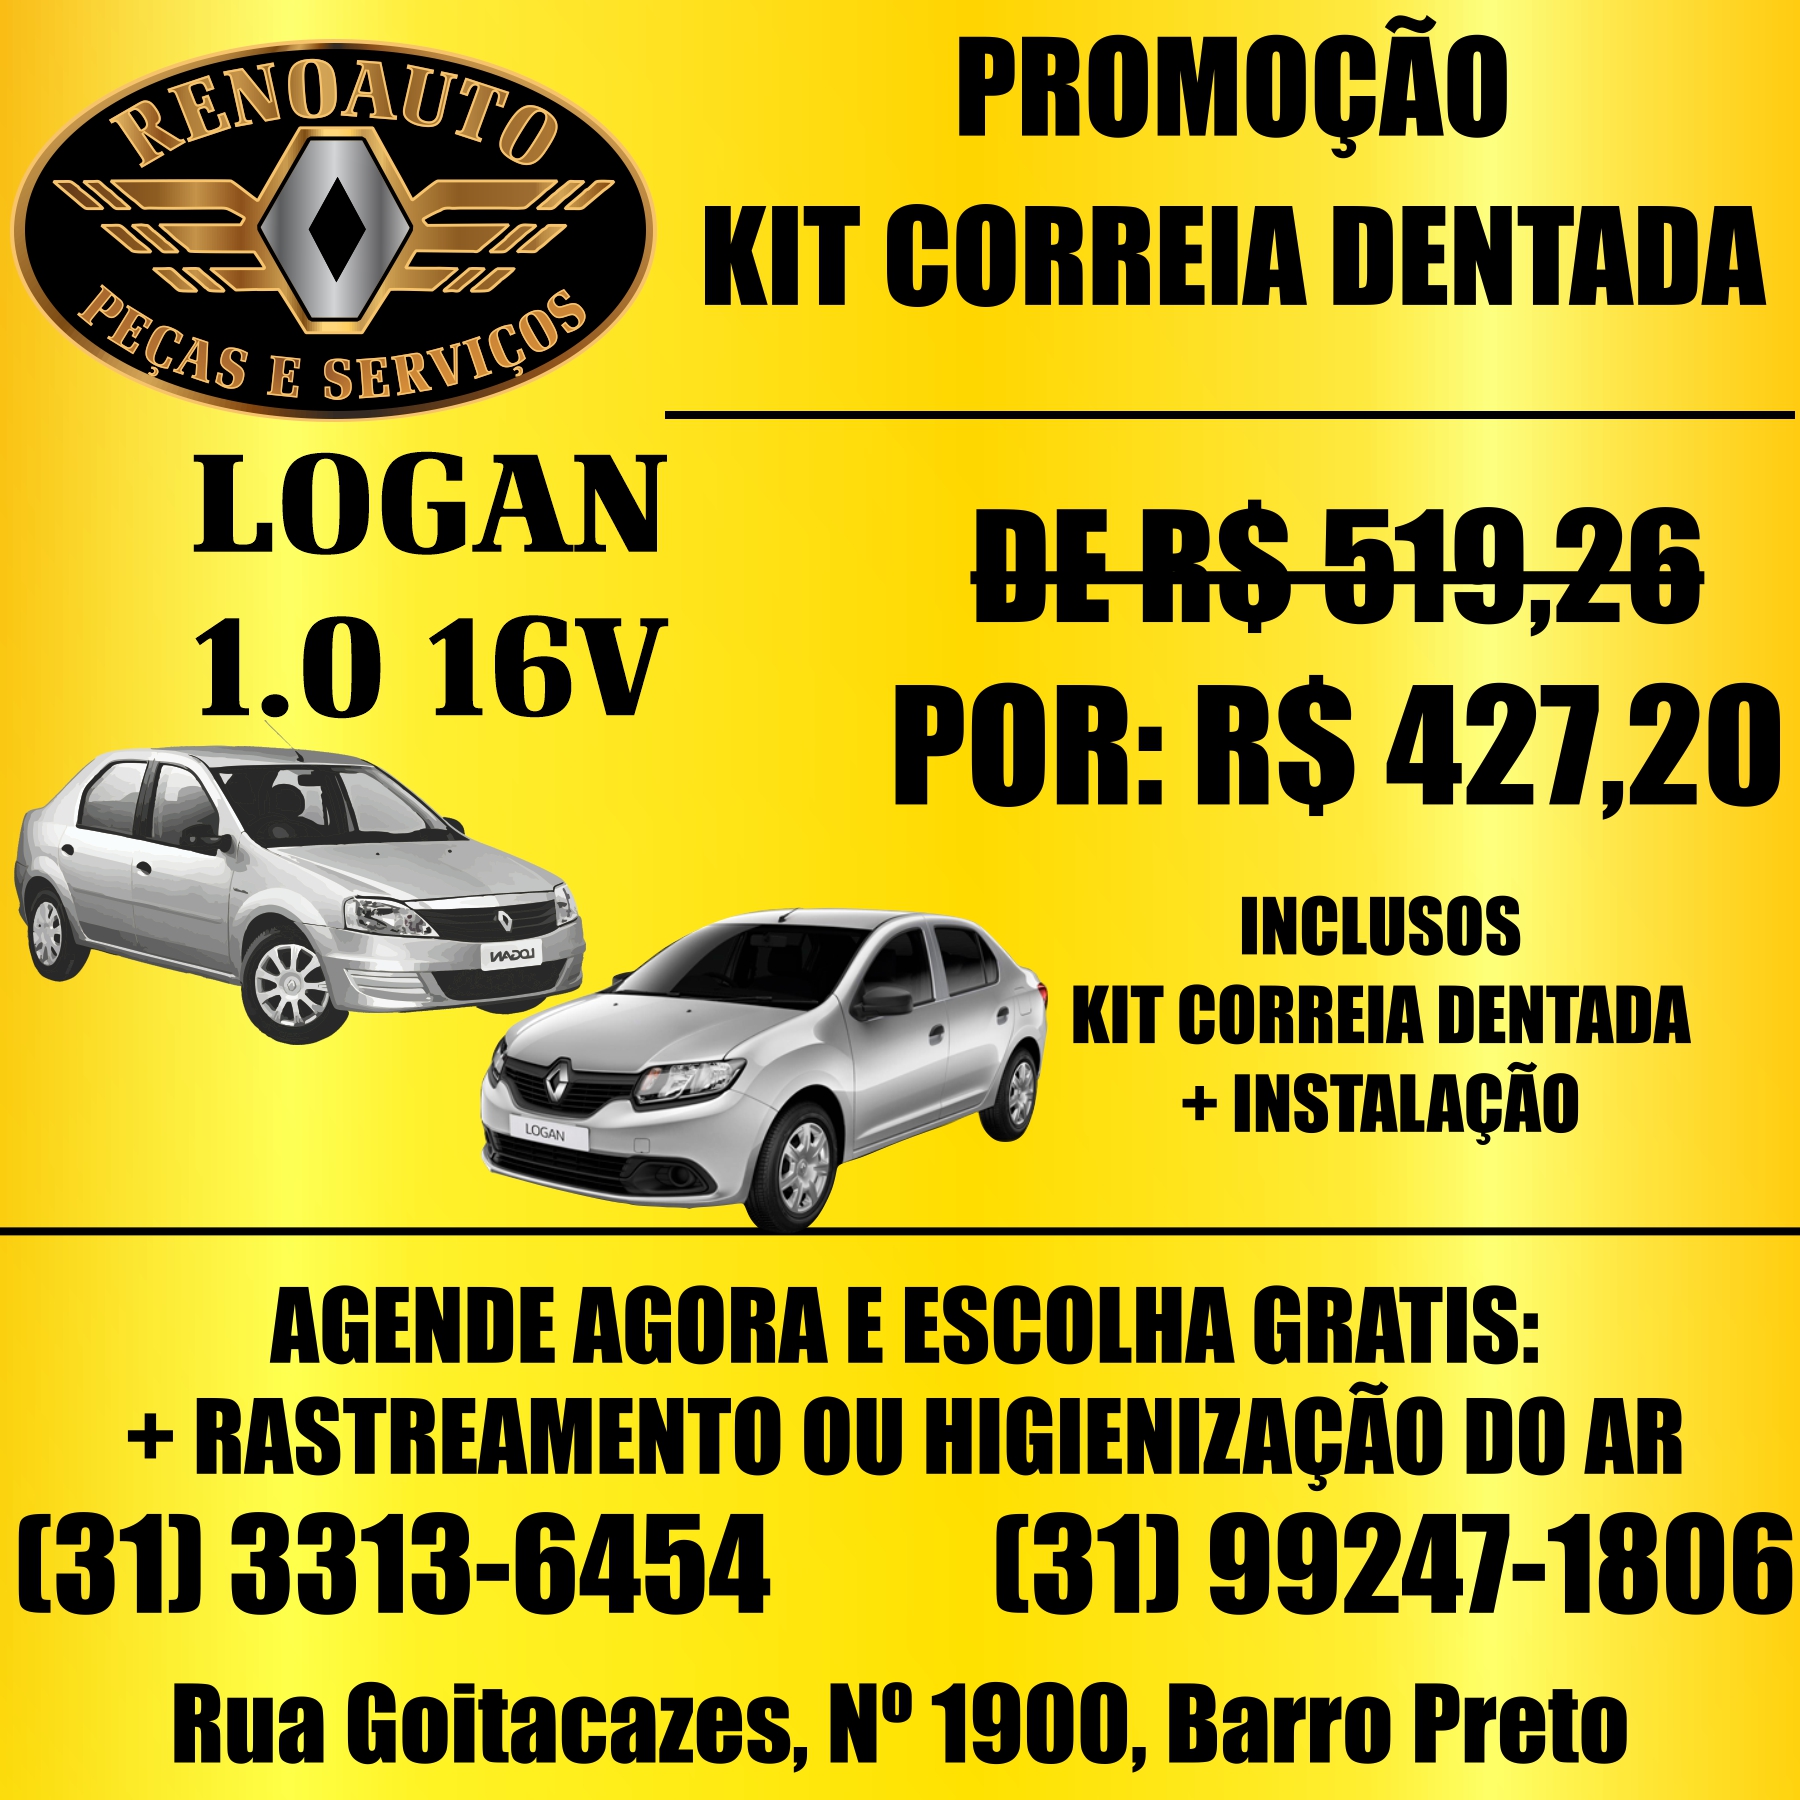 RENOAUTO
PEÇAS E SERVIÇOS
PROMOÇÃO
KIT CORREIA DENTADA
LOGAN
1.0 16V
DE R$ 519,26
POR: R$ 427,20
INCLUSOS
KIT CORREIA DENTADA
+ INSTALAÇÃO
LOGAN
LOGAN
AGENDE AGORA E ESCOLHA GRATIS:
+ RASTREAMENTO OU HIGIENIZAÇÃO DO AR
(31) 3313-6454
(31) 99247-1806
Rua Goitacazes, Nº 1900, Barro Preto